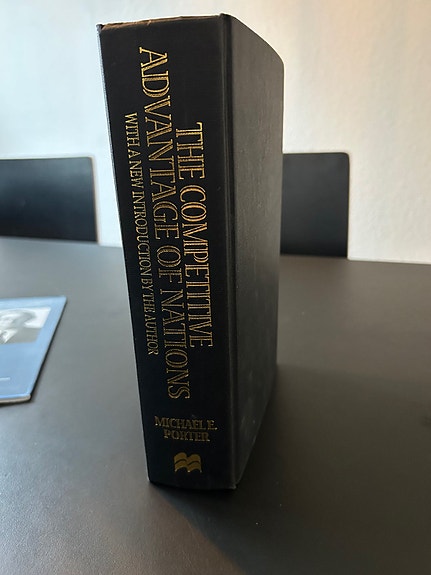 THE COMPETITIVE
ADVANTAGE OF NATIONS
WITH A NEW INTRODUCTION BY THE AUTHOR
MICHAEL E.
PORTER